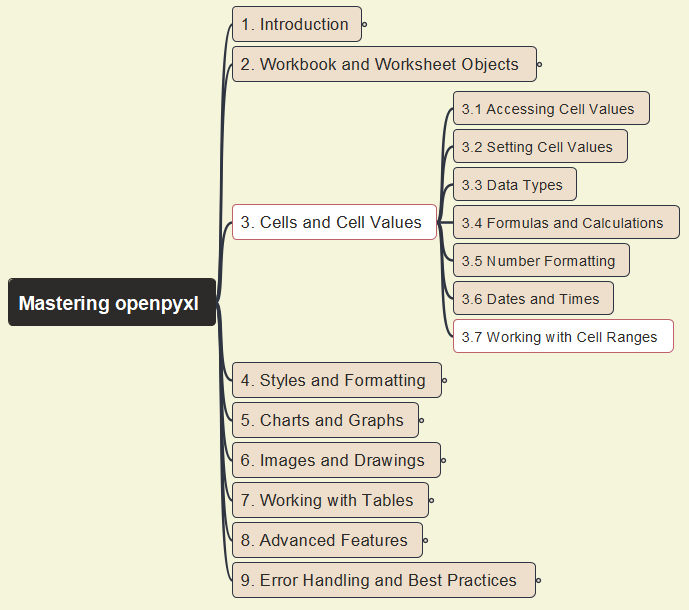 Mastering openpyxl
1. Introduction
2. Workbook and Worksheet Objects
3. Cells and Cell Values
3.1 Accessing Cell Values
3.2 Setting Cell Values
3.3 Data Types
3.4 Formulas and Calculations
3.5 Number Formatting
3.6 Dates and Times
3.7 Working with Cell Ranges
4. Styles and Formatting
5. Charts and Graphs
6. Images and Drawings
7. Working with Tables
8. Advanced Features
9. Error Handling and Best Practices